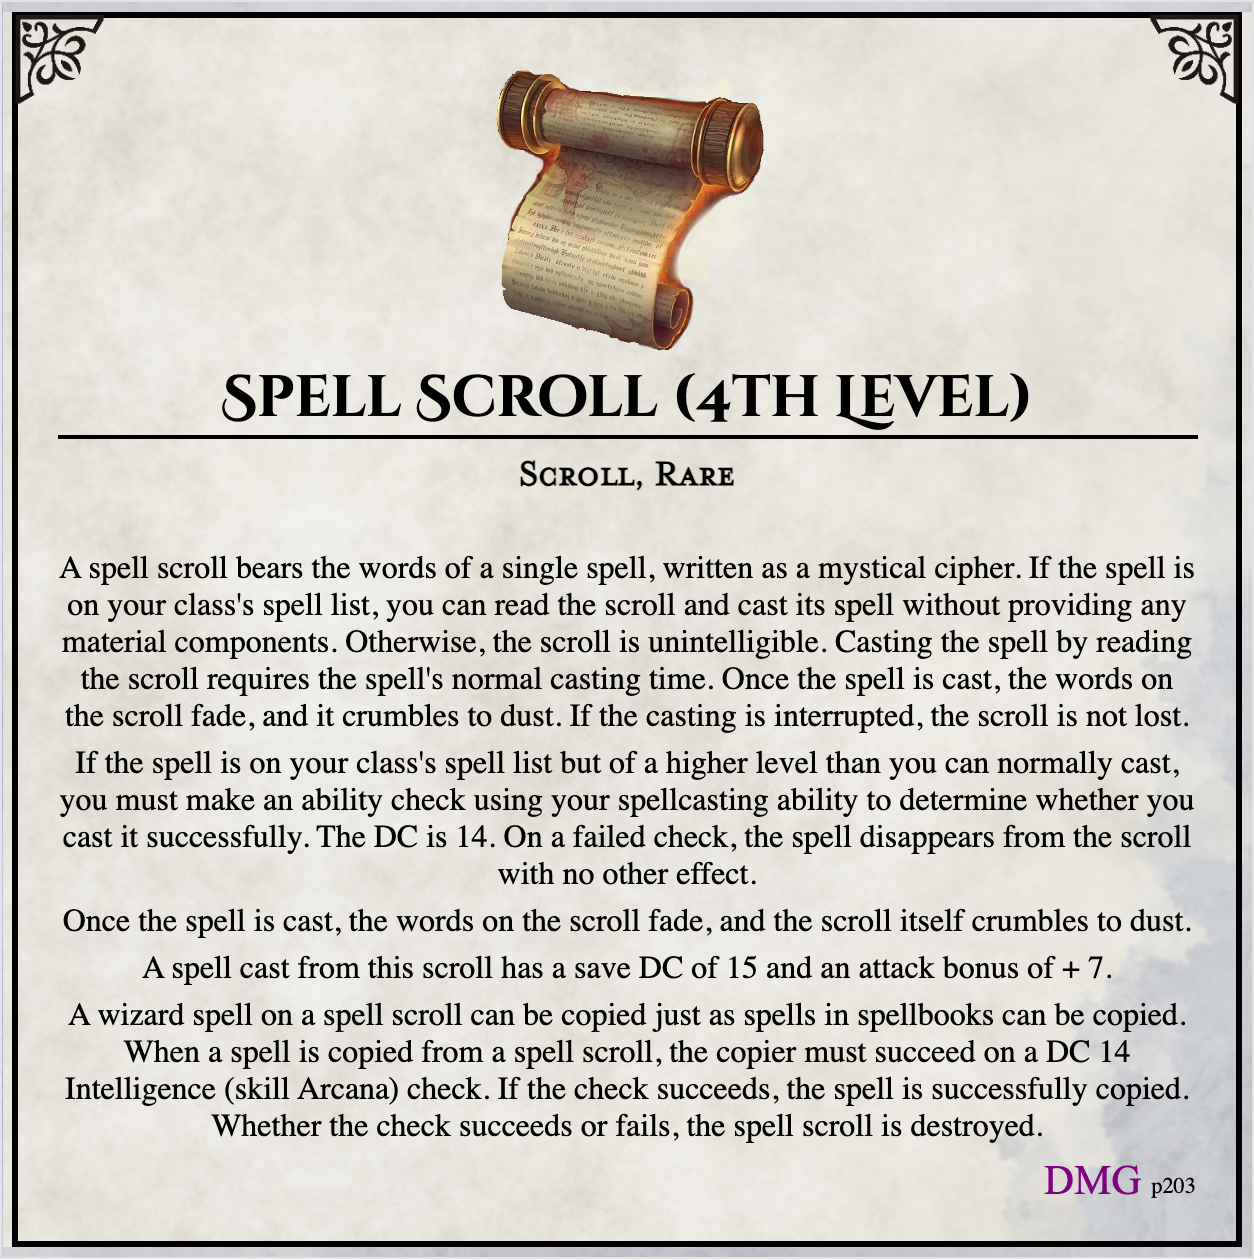 Spell Scroll (4th Level)
Scroll, Rare
A spell scroll bears the words of a single spell, written as a mystical cipher. If the spell is
on your class's spell list, you can read the scroll and cast its spell without providing any
material components. Otherwise, the scroll is unintelligible. Casting the spell by reading
the scroll requires the spell's normal casting time. Once the spell is cast, the words on
the scroll fade, and it crumbles to dust. If the casting is interrupted, the scroll is not lost.
If the spell is on your class's spell list but of a higher level than you can normally cast,
you must make an ability check using your spellcasting ability to determine whether you
cast it successfully. The DC is 14. On a failed check, the spell disappears from the scroll
with no other effect.
Once the spell is cast, the words on the scroll fade, and the scroll itself crumbles to dust.
A spell cast from this scroll has a save DC of 15 and an attack bonus of + 7.
A wizard spell on a spell scroll can be copied just as spells in spellbooks can be copied.
When a spell is copied from a spell scroll, the copier must succeed on a DC 14
Intelligence (skill Arcana) check. If the check succeeds, the spell is successfully copied.
Whether the check succeeds or fails, the spell scroll is destroyed.
DMG p203